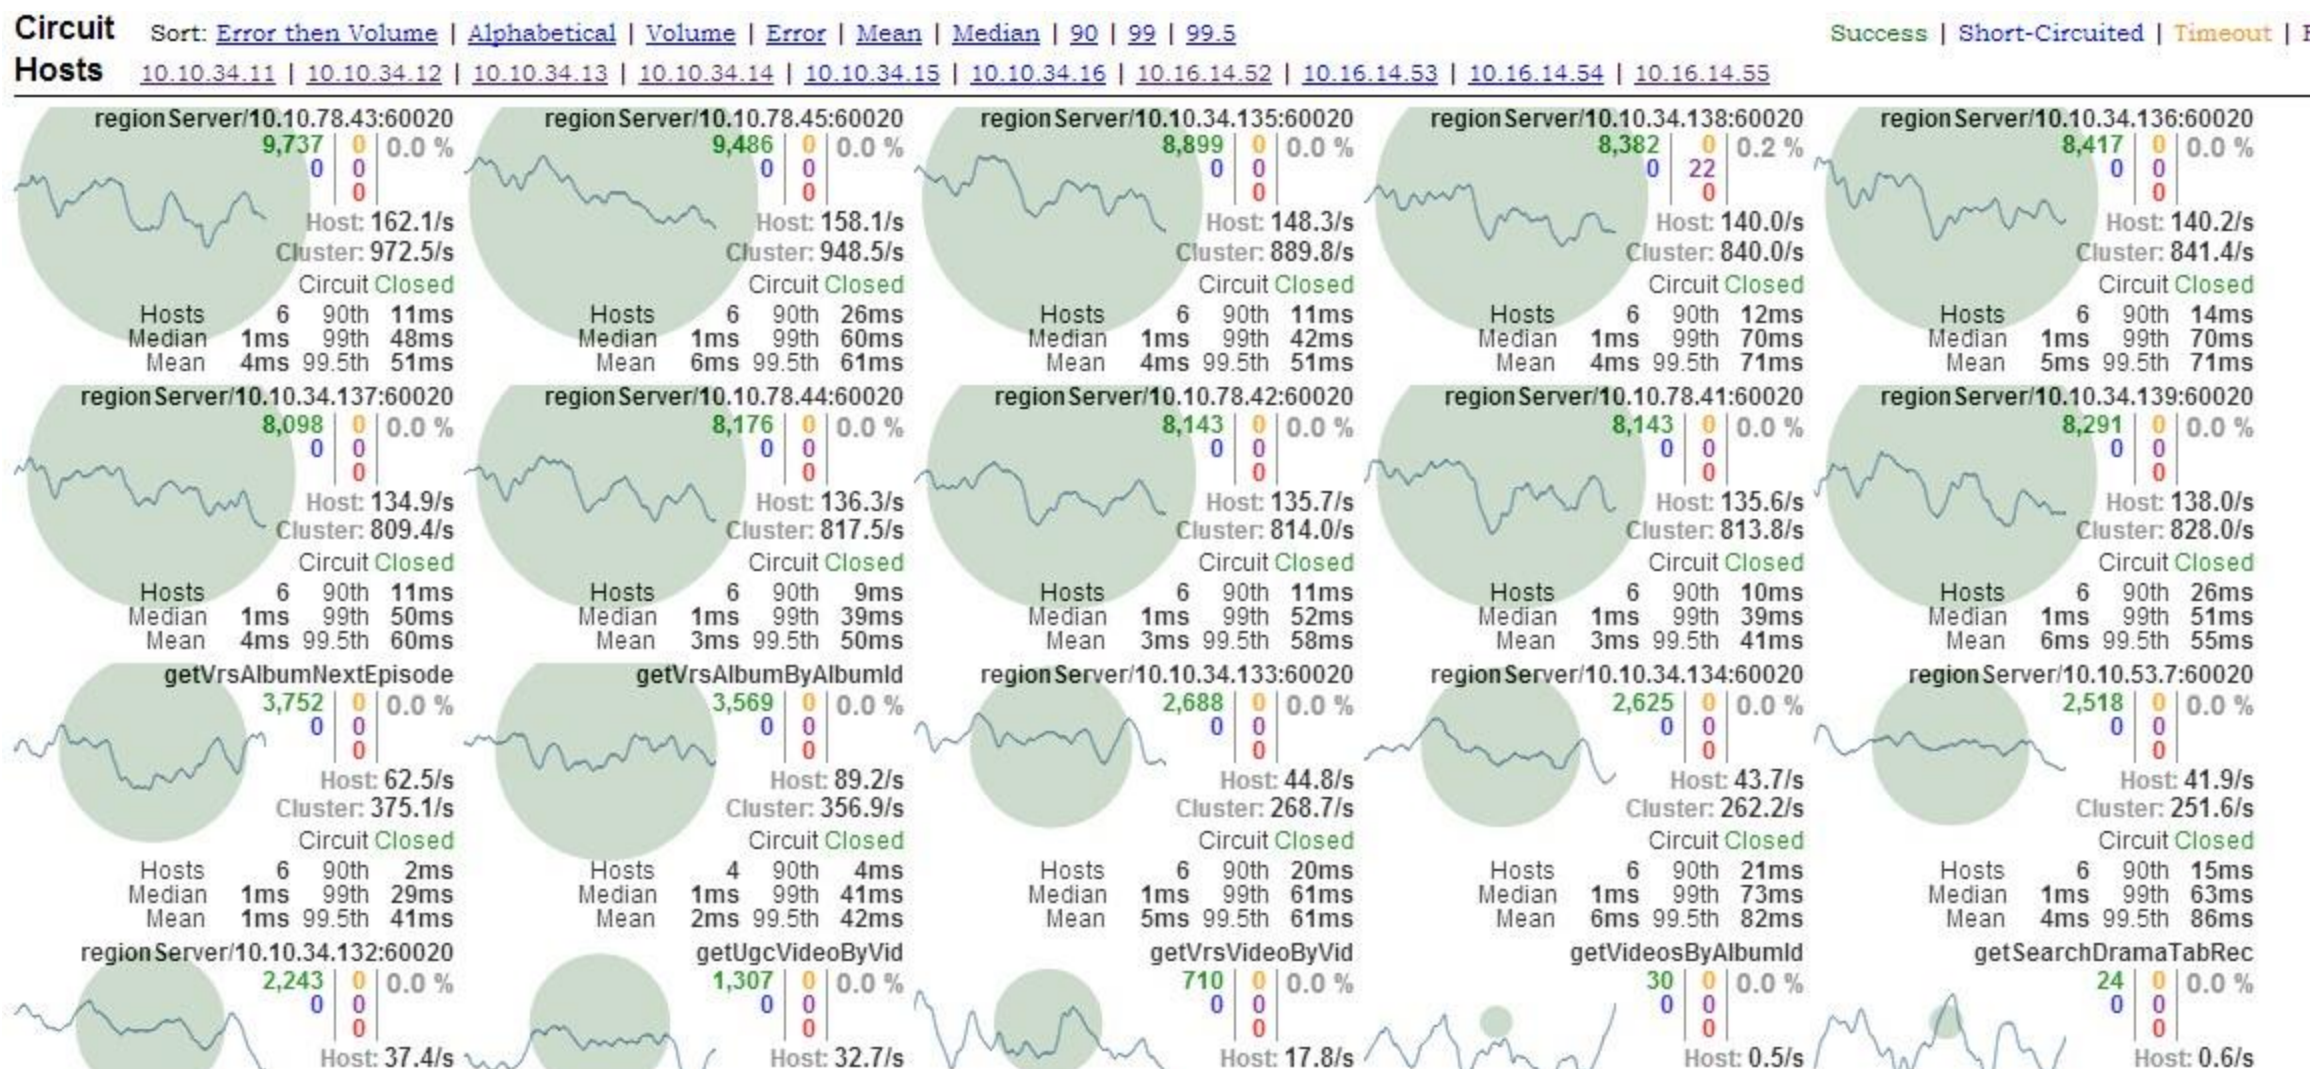 Circuit Sort: Error then Volume | Alphabetical | Volume | Error | Mean | Median | 90 | 99 | 99.5 Success | Short-Circuited | Timeout |
Hosts 10.10.34.11 | 10.10.34.12 | 10.10.34.13 | 10.10.34.14 | 10.10.34.15 | 10.10.34.16 | 10.16.14.52 | 10.16.14.53 | 10.16.14.54 | 10.16.14.55
regionServer/10.10.78.43:60020 regionServer/10.10.78.45:60020 regionServer/10.10.34.135:60020 regionServer/10.10.34.138:60020 regionServer/10.10.34.136:60020
9,737 0 0.0 % 9,486 0 0.0 % 8,899 0 0.0 % 8,382 0 0.2 % 8,417 0 0.0 %
0 0 0 0 0 0 0 22 0 0
0 0 0 0 0
Host: 162.1/s Host: 158.1/s Host: 148.3/s Host: 140.0/s Host: 140.2/s
Cluster: 972.5/s Cluster: 948.5/s Cluster: 889.8/s Cluster: 840.0/s Cluster: 841.4/s
Circuit Closed Circuit Closed Circuit Closed Circuit Closed Circuit Closed
Hosts 6 90th 11ms Hosts 6 90th 26ms Hosts 6 90th 11ms Hosts 6 90th 12ms Hosts 6 90th 14ms
Median 1ms 99th 48ms Median 1ms 99th 60ms Median 1ms 99th 42ms Median 1ms 99th 70ms Median 1ms 99th 70ms
Mean 4ms 99.5th 51ms Mean 6ms 99.5th 61ms Mean 4ms 99.5th 51ms Mean 4ms 99.5th 71ms Mean 5ms 99.5th 71ms
regionServer/10.10.34.137:60020 regionServer/10.10.78.44:60020 regionServer/10.10.78.42:60020 regionServer/10.10.78.41:60020 regionServer/10.10.34.139:60020
8,098 0 0.0 % 8,176 0 0.0 % 8,143 0 0.0 % 8,143 0 0.0 % 8,291 0 0.0 %
0 0 0 0 0 0 0 0 0 0
0 0 0 0 0
Host: 134.9/s Host: 136.3/s Host: 135.7/s Host: 135.6/s Host: 138.0/s
Cluster: 809.4/s Cluster: 817.5/s Cluster: 814.0/s Cluster: 813.8/s Cluster: 828.0/s
Circuit Closed Circuit Closed Circuit Closed Circuit Closed Circuit Closed
Hosts 6 90th 11ms Hosts 6 90th 9ms Hosts 6 90th 11ms Hosts 6 90th 10ms Hosts 6 90th 26ms
Median 1ms 99th 50ms Median 1ms 99th 39ms Median 1ms 99th 52ms Median 1ms 99th 39ms Median 1ms 99th 51ms
Mean 4ms 99.5th 60ms Mean 3ms 99.5th 50ms Mean 3ms 99.5th 58ms Mean 3ms 99.5th 41ms Mean 6ms 99.5th 55ms
getVrsAlbumNextEpisode getVrsAlbumByAlbumId regionServer/10.10.34.133:60020 regionServer/10.10.34.134:60020 regionServer/10.10.53.7:60020
3,752 0 0.0 % 3,569 0 0.0 % 2,688 0 0.0 % 2,625 0 0.0 % 2,518 0 0.0 %
0 0 0 0 0 0 0 0 0 0
0 0 0 0 0
Host: 62.5/s Host: 89.2/s Host: 44.8/s Host: 43.7/s Host: 41.9/s
Cluster: 375.1/s Cluster: 356.9/s Cluster: 268.7/s Cluster: 262.2/s Cluster: 251.6/s
Circuit Closed Circuit Closed Circuit Closed Circuit Closed Circuit Closed
Hosts 6 90th 2ms Hosts 4 90th 4ms Hosts 6 90th 20ms Hosts 6 90th 21ms Hosts 6 90th 15ms
Median 1ms 99th 29ms Median 1ms 99th 41ms Median 1ms 99th 61ms Median 1ms 99th 73ms Median 1ms 99th 63ms
Mean 1ms 99.5th 41ms Mean 2ms 99.5th 42ms Mean 5ms 99.5th 61ms Mean 6ms 99.5th 82ms Mean 4ms 99.5th 86ms
regionServer/10.10.34.132:60020 getUgcVideoByVid getVrsVideoByVid getVideosByAlbumId getSearchDramaTabRec
2,243 0 0.0 % 1,307 0 0.0 % 710 0 0.0 % 30 0 0.0 % 24 0 0.0 %
0 0 0 0 0 0 0 0 0 0
0 0 0 0 0
Host: 37.4/s Host: 32.7/s Host: 17.8/s Host: 0.5/s Host: 0.6/s